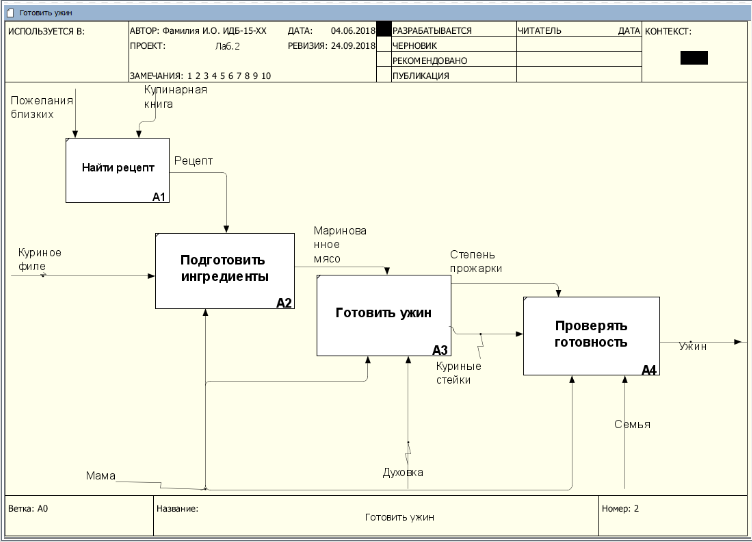 Готовить ужин
ИСПОЛЬЗУЕТСЯ В:
АВТОР: Фамилия И.О. ИДБ-15-ХХ
ДАТА: 04.06.2018
РАЗРАБАТЫВАЕТСЯ
ЧИТАТЕЛЬ
ДАТА
КОНТЕКСТ:
ПРОЕКТ: Лаб.2
РЕВИЗИЯ: 24.09.2018
ЧЕРНОВИК
РЕКОМЕНДОВАНО
ЗАМЕЧАНИЯ: 1 2 3 4 5 6 7 8 9 10
ПУБЛИКАЦИЯ
Пожелания
близких
Кулинарная
книга
Найти рецепт
A1
Рецепт
Куриное
филе
Подготовить
ингредиенты
A2
Маринова
нное
мясо
Готовить ужин
A3
Степень
прожарки
Куриные
стейки
Проверять
готовность
A4
Ужин
Семья
Духовка
Мама
Ветка: A0
Название:
Готовить ужин
Номер: 2